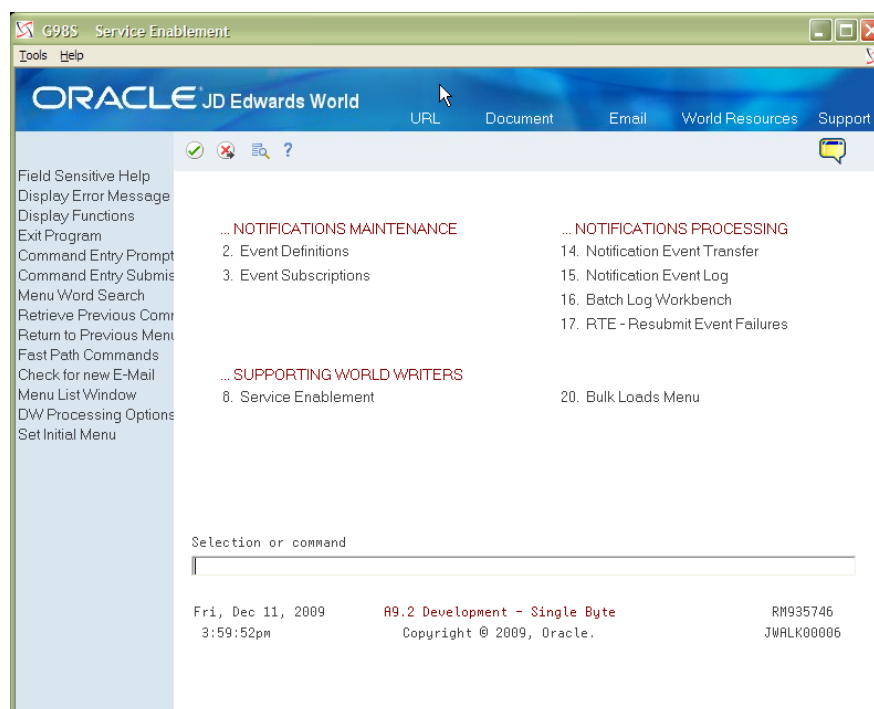 G98S Service Enablement
Tools Help
ORACLE JD Edwards World
URL Document Email World Resources Support
Field Sensitive Help
Display Error Message
Display Functions
Exit Program
Command Entry Prompt
Command Entry Submis
Menu Word Search
Retrieve Previous Com
Return to Previous Menu
Fast Path Commands
Check for new E-Mail
Menu List Window
DW Processing Options
Set Initial Menu
... NOTIFICATIONS MAINTENANCE
2. Event Definitions
3. Event Subscriptions
... NOTIFICATIONS PROCESSING
14. Notification Event Transfer
15. Notification Event Log
16. Batch Log Workbench
17. RTE - Resubmit Event Failures
... SUPPORTING WORLD WRITERS
8. Service Enablement
20. Bulk Loads Menu
Selection or command
Fri, Dec 11, 2009 A9.2 Development - Single Byte RM935746
3:59:52pm Copyright © 2009, Oracle. JWALK00006